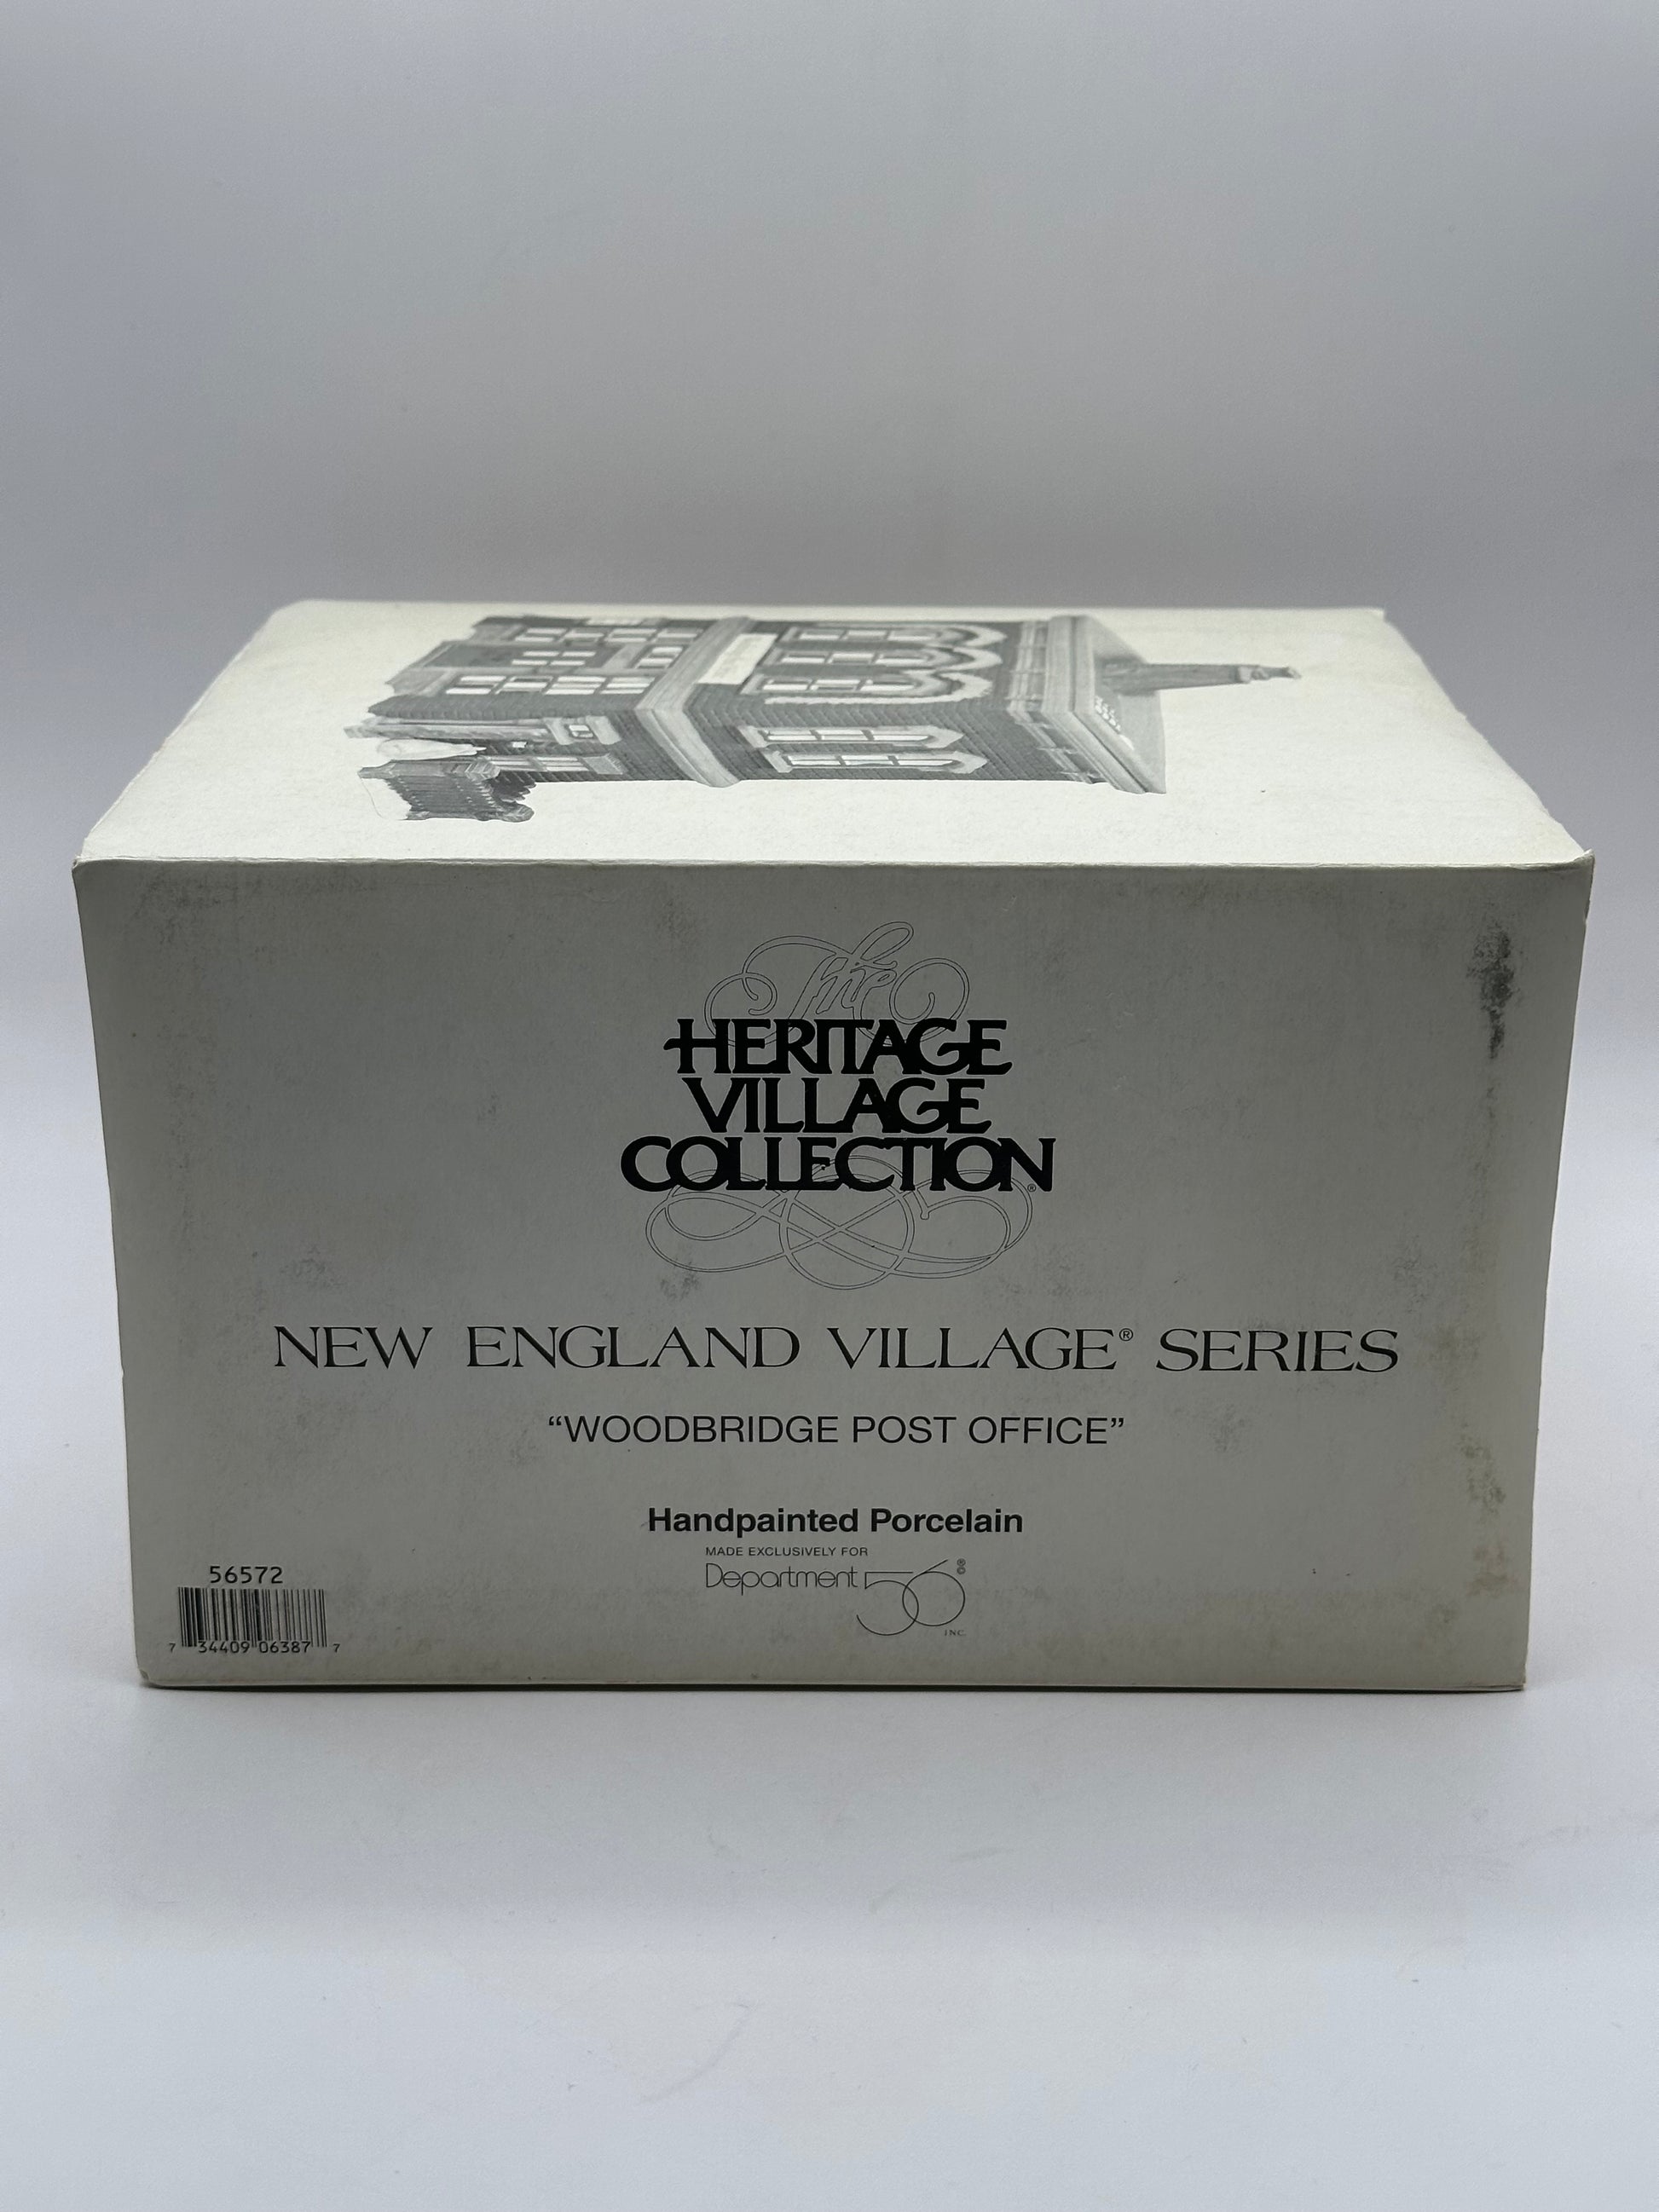 The
HERITAGE
VILLAGE
COLLECTION®
NEW ENGLAND VILLAGE® SERIES
“WOODBRIDGE POST OFFICE”
Handpainted Porcelain
MADE EXCLUSIVELY FOR
Department 56®
INC.
56572
7 34409 06387 7